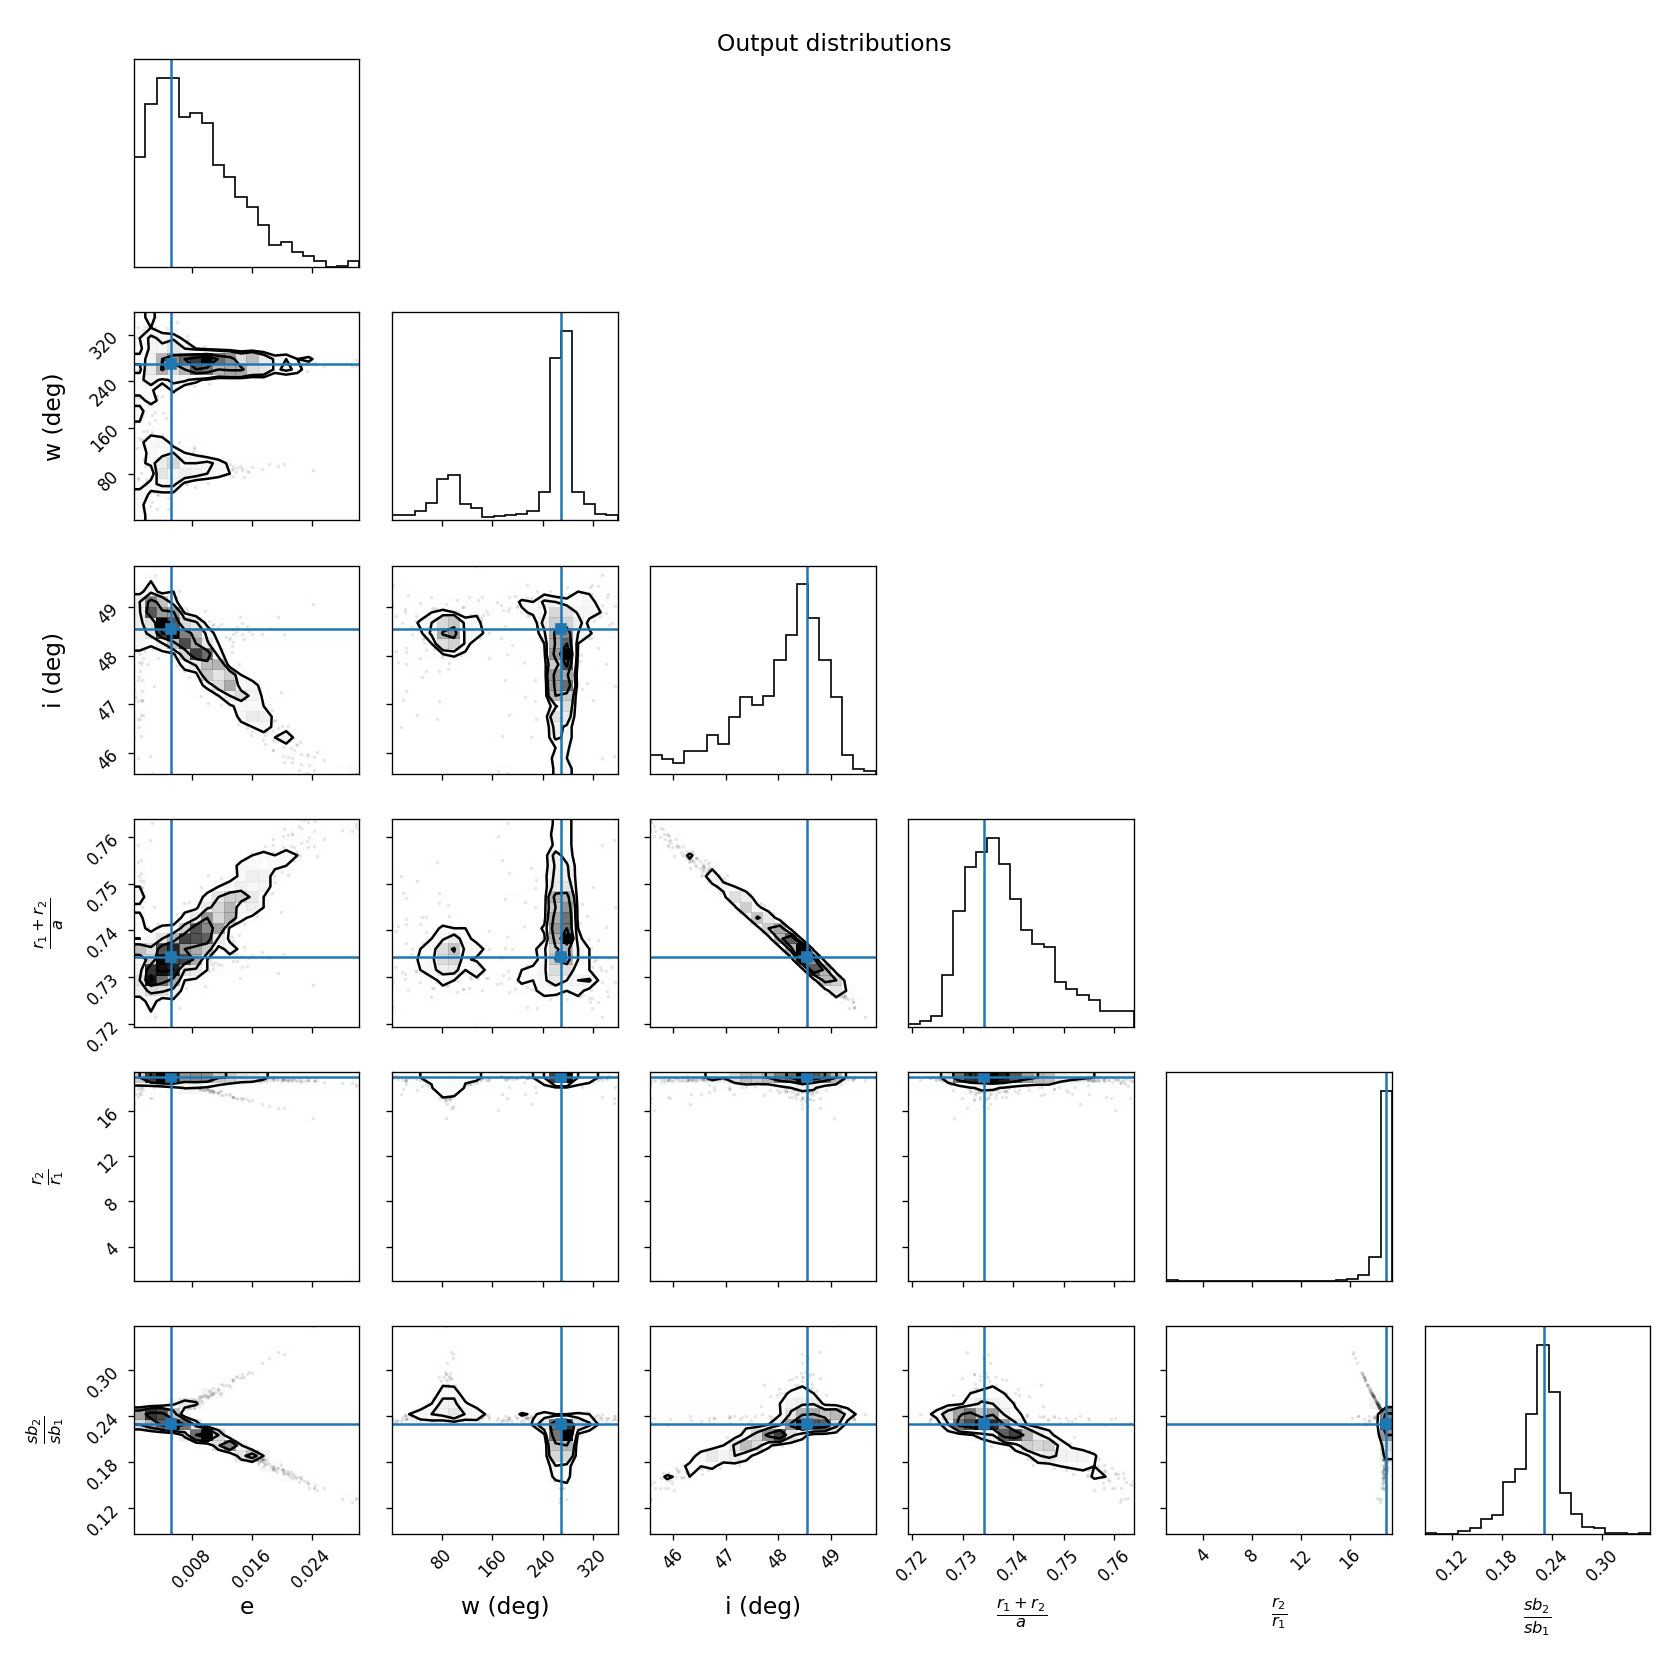 Output distributions
w (deg)
320
240
160
80
i (deg)
49
48
47
46
r₁ + r₂
a
0.76
0.75
0.74
0.73
0.72
r₂
r₁
16
12
8
4
sb₂
sb₁
0.30
0.24
0.18
0.12
0.008 0.016 0.024
80 160 240 320
46 47 48 49
0.72 0.73 0.74 0.75 0.76
4 8 12 16
0.12 0.18 0.24 0.30
e
w (deg)
i (deg)
r₁ + r₂
a
r₂
r₁
sb₂
sb₁